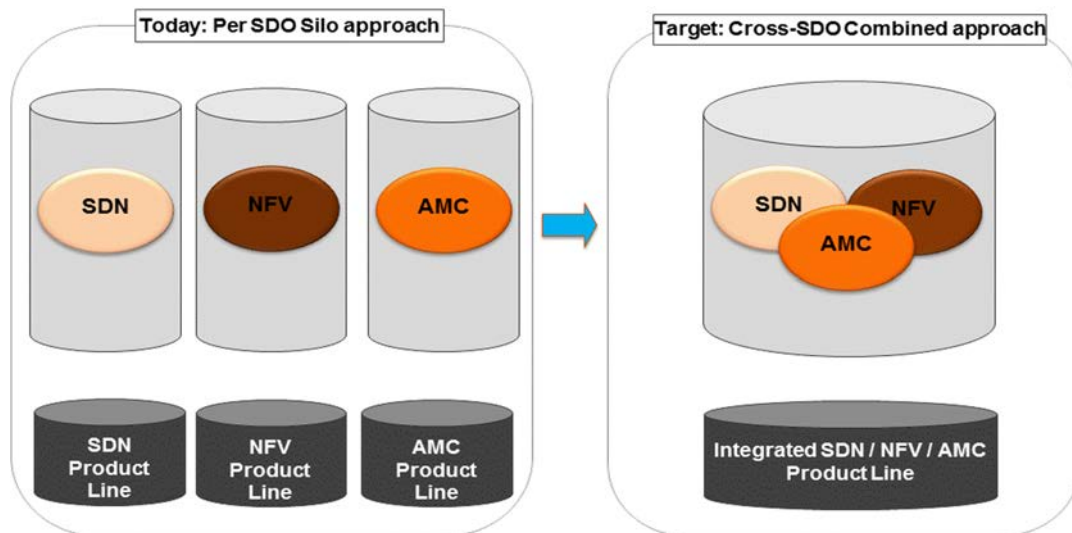 Today: Per SDO Silo approach
SDN
NFV
AMC
SDN
Product
Line
NFV
Product
Line
AMC
Product
Line
Target: Cross-SDO Combined approach
SDN
NFV
AMC
Integrated SDN / NFV / AMC
Product Line